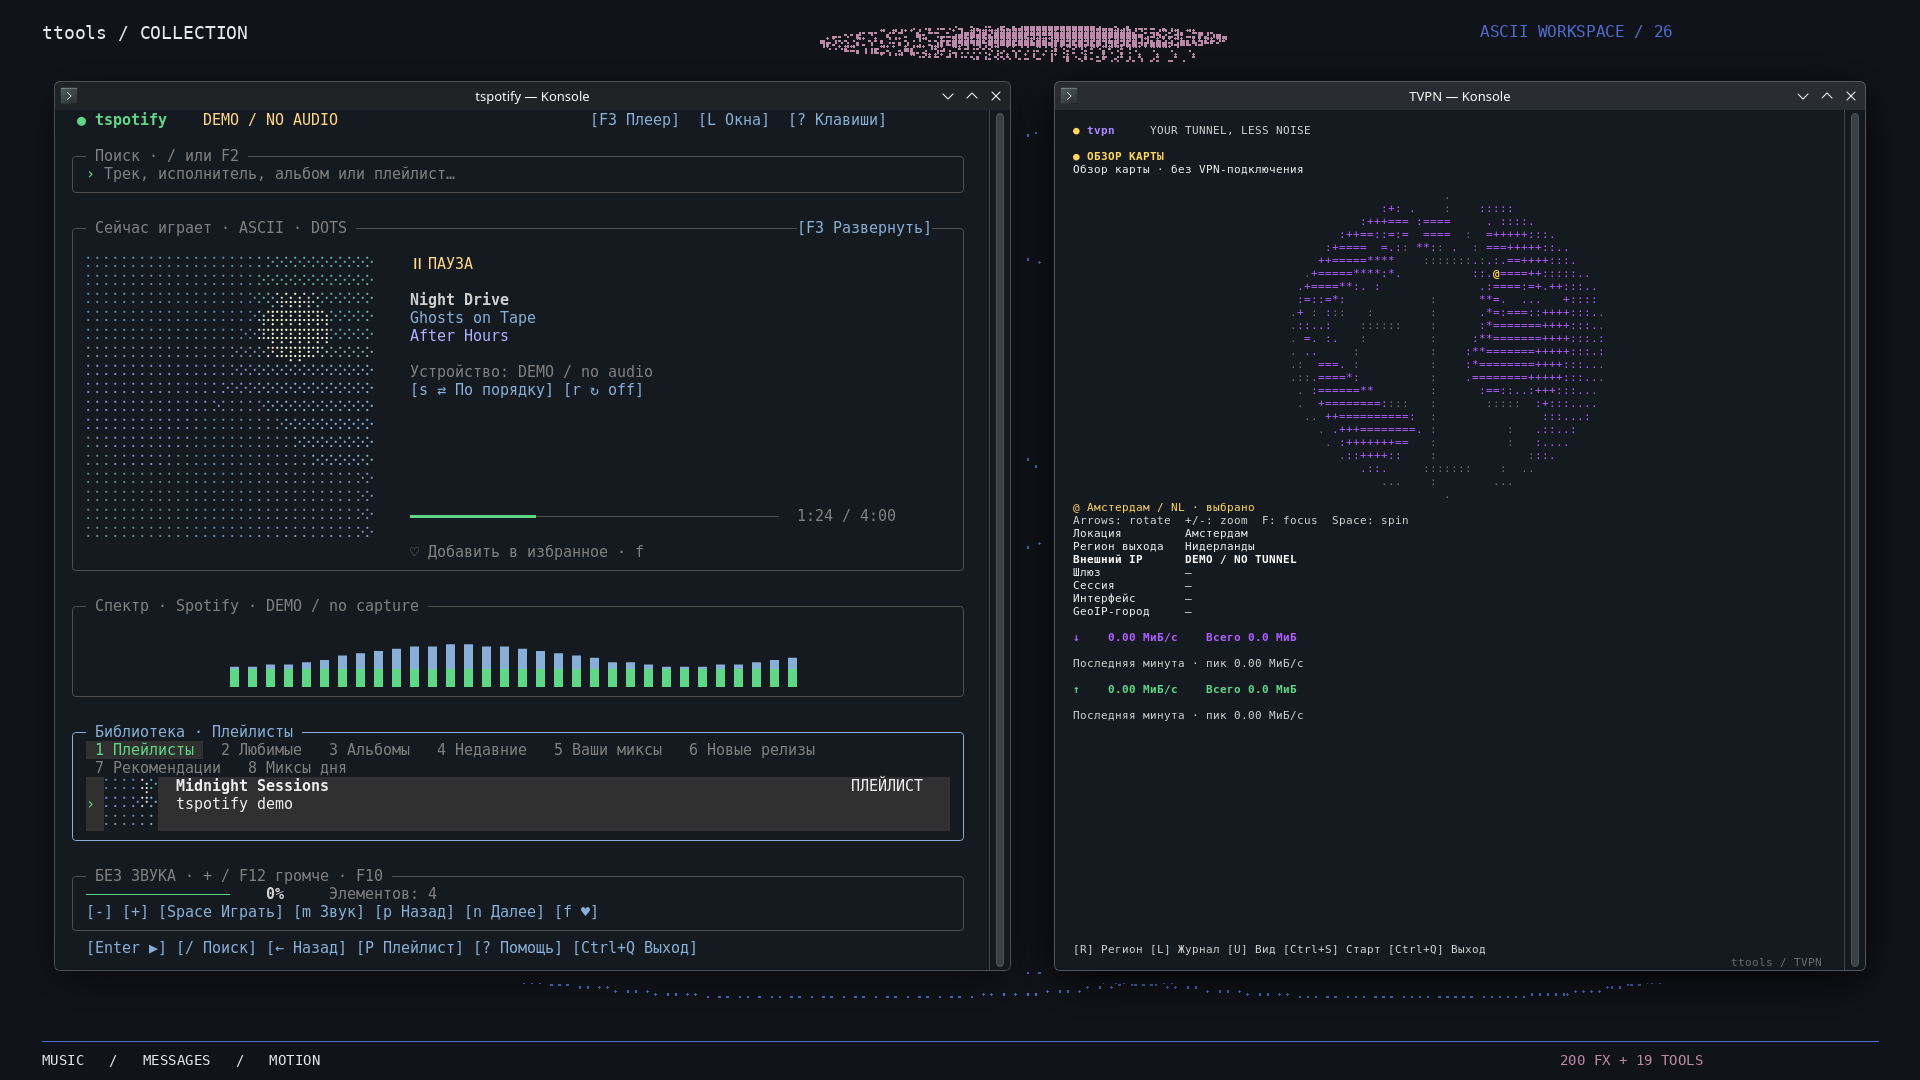 ttools / COLLECTION
ASCII WORKSPACE / 26
tspotify — Konsole
● tspotify DEMO / NO AUDIO [F3 Плеер] [L Окна] [? Клавиши]
Поиск · / или F2
› Трек, исполнитель, альбом или плейлист…
Сейчас играет · ASCII · DOTS [F3 Развернуть]
⏸ ПАУЗА
Night Drive
Ghosts on Tape
After Hours
Устройство: DEMO / no audio
[s ⇄ По порядку] [r ↻ off]
1:24 / 4:00
♡ Добавить в избранное · f
Спектр · Spotify · DEMO / no capture
Библиотека · Плейлисты
1 Плейлисты 2 Любимые 3 Альбомы 4 Недавние 5 Ваши миксы 6 Новые релизы
7 Рекомендации 8 Миксы дня
› Midnight Sessions ПЛЕЙЛИСТ
tspotify demo
БЕЗ ЗВУКА · + / F12 громче · F10
0% Элементов: 4
[-] [+] [Space Играть] [m Звук] [p Назад] [n Далее] [f ♥]
[Enter ▶] [/ Поиск] [← Назад] [P Плейлист] [? Помощь] [Ctrl+Q Выход]
TVPN — Konsole
● tvpn YOUR TUNNEL, LESS NOISE
● ОБЗОР КАРТЫ
Обзор карты · без VPN-подключения
@ Амстердам / NL · выбрано
Arrows: rotate +/-: zoom F: focus Space: spin
Локация Амстердам
Регион выхода Нидерланды
Внешний IP DEMO / NO TUNNEL
Шлюз —
Сессия —
Интерфейс —
GeoIP-город —
↓ 0.00 МиБ/с Всего 0.0 МиБ
Последняя минута · пик 0.00 МиБ/с
↑ 0.00 МиБ/с Всего 0.0 МиБ
Последняя минута · пик 0.00 МиБ/с
[R] Регион [L] Журнал [U] Вид [Ctrl+S] Старт [Ctrl+Q] Выход
ttools / TVPN
MUSIC / MESSAGES / MOTION
200 FX + 19 TOOLS